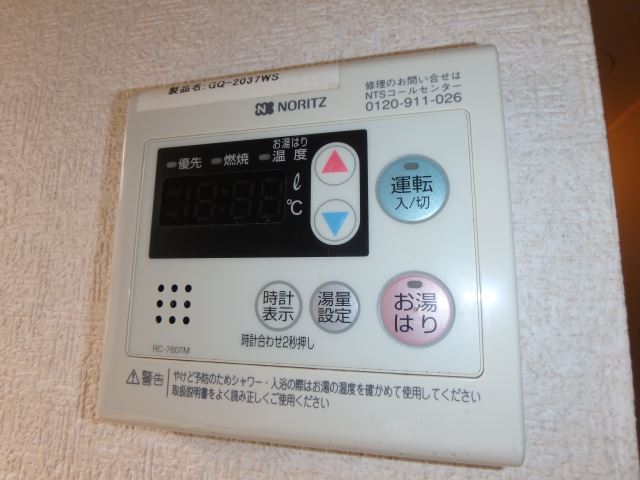 製品名:GQ-2037WS
修理のお問い合せは
NTSコールセンター
0120-911-026
NORITZ
優先 燃焼 お湯はり温度
ℓ
℃
運転
入/切
時計
表示
湯量
設定
お湯
はり
時計合わせ2秒押し
RC-7607M
警告
やけど予防のためシャワー・入浴の際はお湯の温度を確かめて使用してください
取扱説明書をよく読み正しくご使用ください